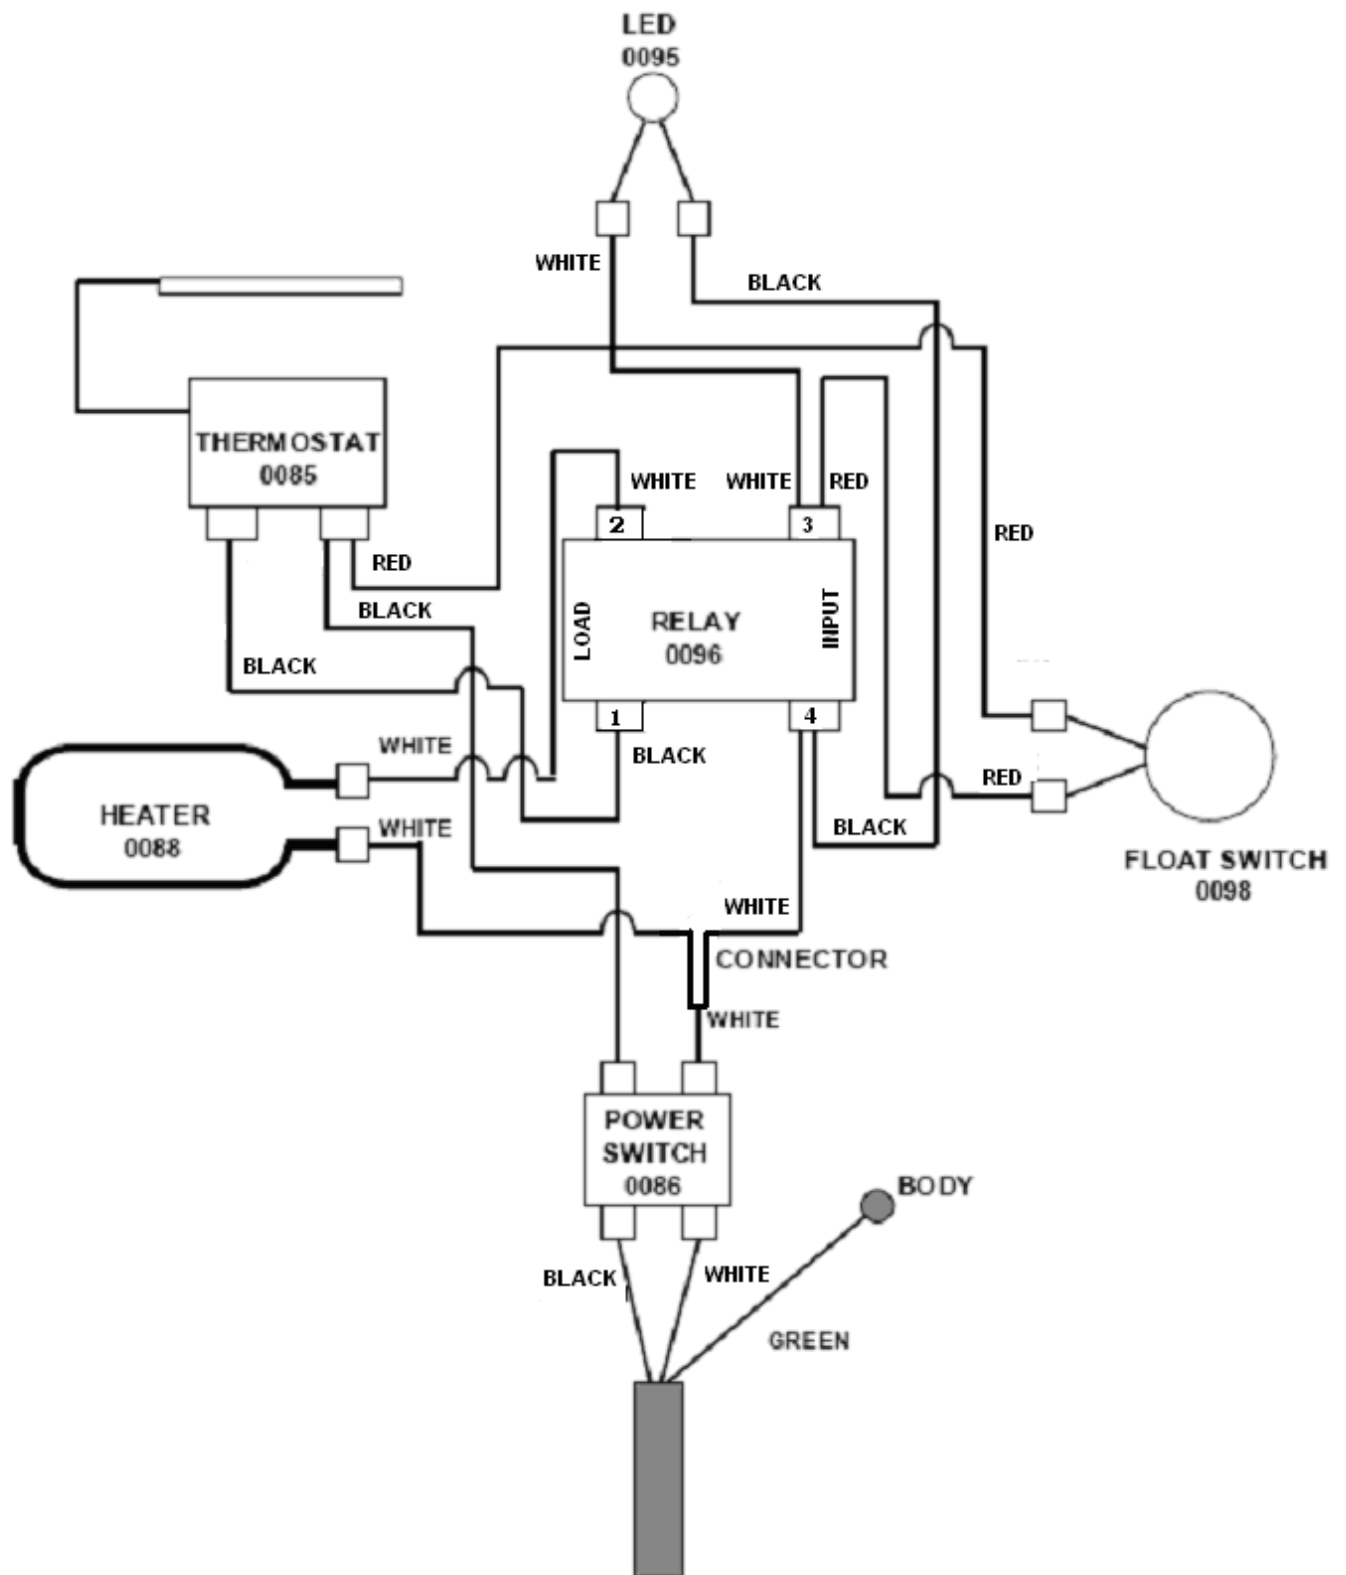 LED
0095
WHITE
BLACK
THERMOSTAT
0085
WHITE
WHITE
RED
2
3
RED
RED
BLACK
LOAD
RELAY
0096
INPUT
BLACK
1
4
WHITE
BLACK
RED
HEATER
0088
WHITE
BLACK
FLOAT SWITCH
0098
WHITE
CONNECTOR
WHITE
POWER
SWITCH
0086
BODY
BLACK
WHITE
GREEN